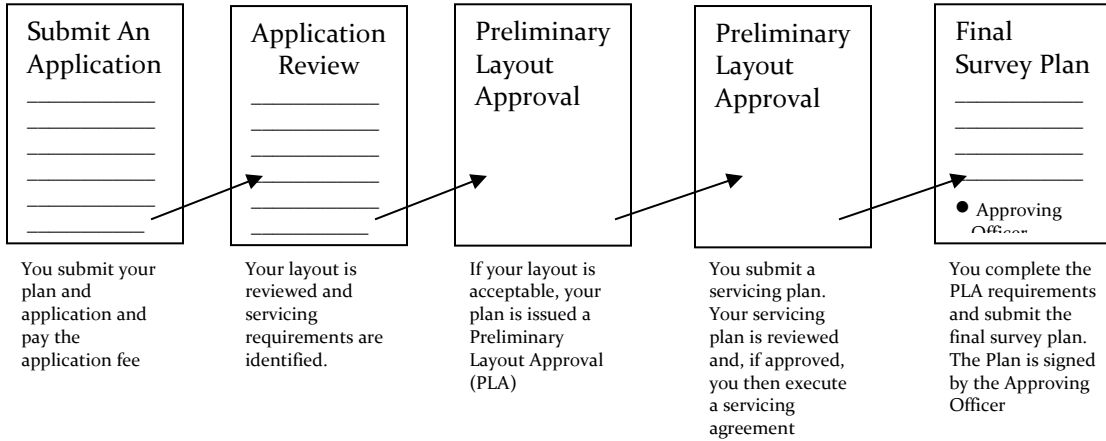 Submit An
Application
Application
Review
Preliminary
Layout
Approval
Preliminary
Layout
Approval
Final
Survey Plan
• Approving
Officer
You submit your
plan and
application and
pay the
application fee
Your layout is
reviewed and
servicing
requirements are
identified.
If your layout is
acceptable, your
plan is issued a
Preliminary
Layout Approval
(PLA)
You submit a
servicing plan.
Your servicing
plan is reviewed
and, if approved,
you then execute
a servicing
agreement
You complete the
PLA requirements
and submit the
final survey plan.
The Plan is signed
by the Approving
Officer